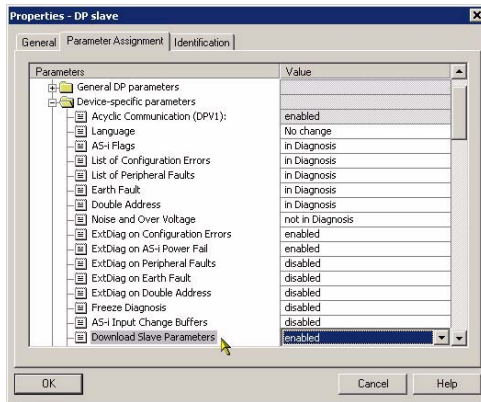 Properties - DP slave
General Parameter Assignment Identification
Parameters Value
General DP parameters
Device-specific parameters
Acyclic Communication (DPV1): enabled
Language No change
AS-i Flags in Diagnosis
List of Configuration Errors in Diagnosis
List of Peripheral Faults in Diagnosis
Earth Fault in Diagnosis
Double Address in Diagnosis
Noise and Over Voltage not in Diagnosis
ExtDiag on Configuration Errors enabled
ExtDiag on AS-i Power Fail enabled
ExtDiag on Peripheral Faults disabled
ExtDiag on Earth Fault disabled
ExtDiag on Double Address disabled
Freeze Diagnosis disabled
AS-i Input Change Buffers disabled
Download Slave Parameters enabled
OK Cancel Help